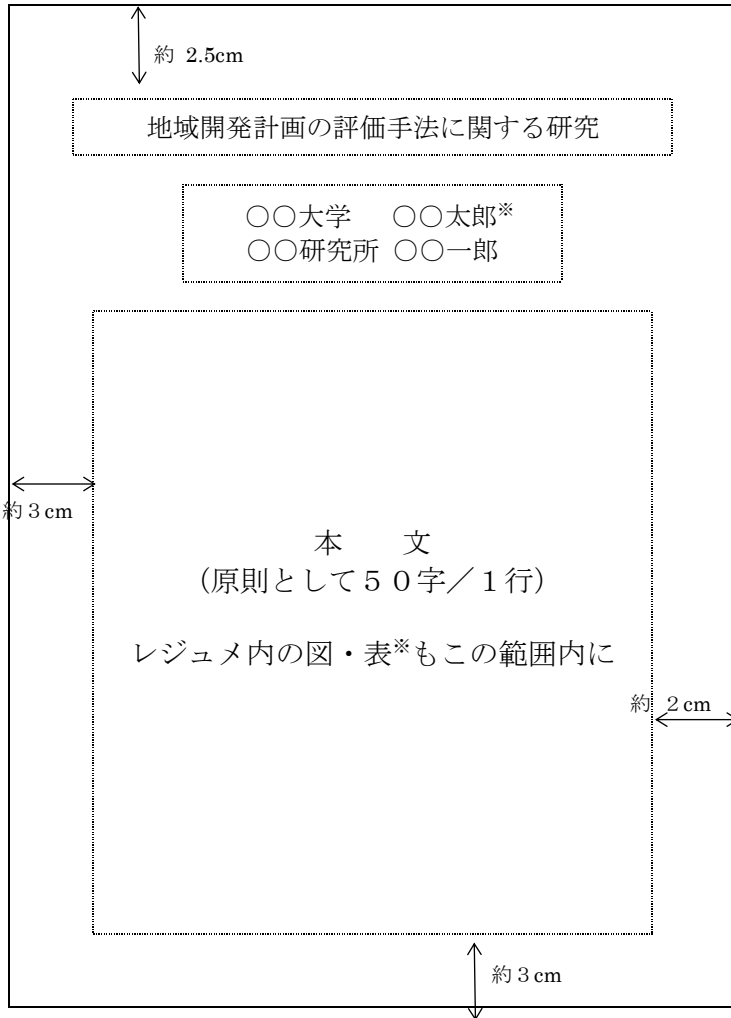 約 2.5cm
地域開発計画の評価手法に関する研究
○○大学　○○太郎※
○○研究所 ○○一郎
約３cm
本　　文
（原則として５０字／１行）
レジュメ内の図・表※もこの範囲内に
約 ２cm
約３cm